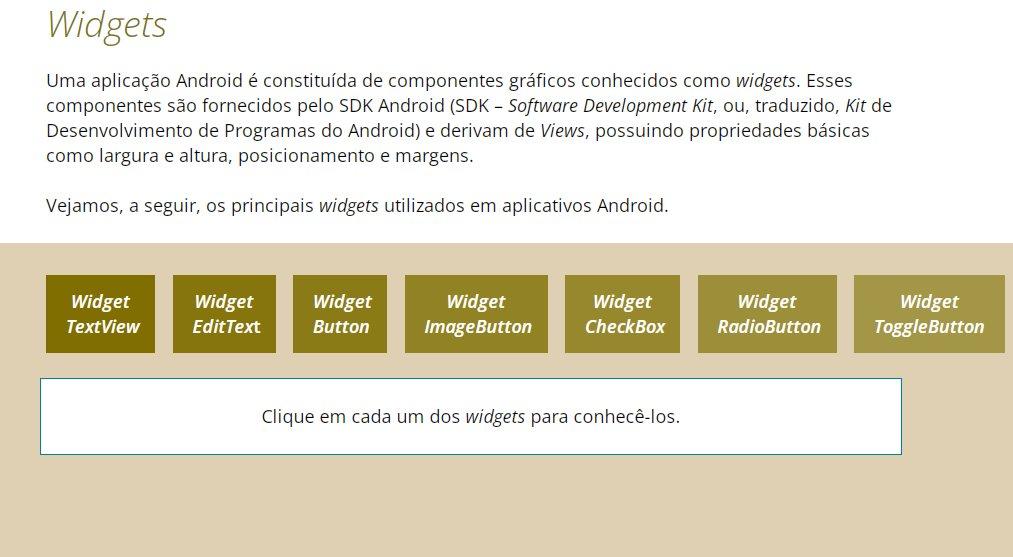 Widgets
Uma aplicação Android é constituída de componentes gráficos conhecidos como widgets. Esses
componentes são fornecidos pelo SDK Android (SDK – Software Development Kit, ou, traduzido, Kit de
Desenvolvimento de Programas do Android) e derivam de Views, possuindo propriedades básicas
como largura e altura, posicionamento e margens.
Vejamos, a seguir, os principais widgets utilizados em aplicativos Android.
Widget
TextView
Widget
EditText
Widget
Button
Widget
ImageButton
Widget
CheckBox
Widget
RadioButton
Widget
ToggleButton
Clique em cada um dos widgets para conhecê-los.